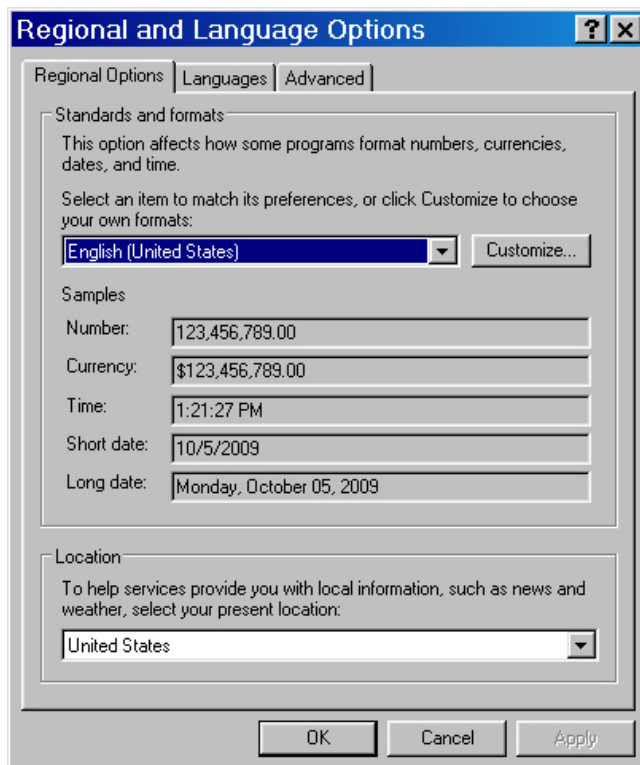 Regional and Language Options
Regional Options Languages Advanced
Standards and formats
This option affects how some programs format numbers, currencies,
dates, and time.
Select an item to match its preferences, or click Customize to choose
your own formats:
English (United States) Customize...
Samples
Number: 123,456,789.00
Currency: $123,456,789.00
Time: 1:21:27 PM
Short date: 10/5/2009
Long date: Monday, October 05, 2009
Location
To help services provide you with local information, such as news and
weather, select your present location:
United States
OK Cancel Apply